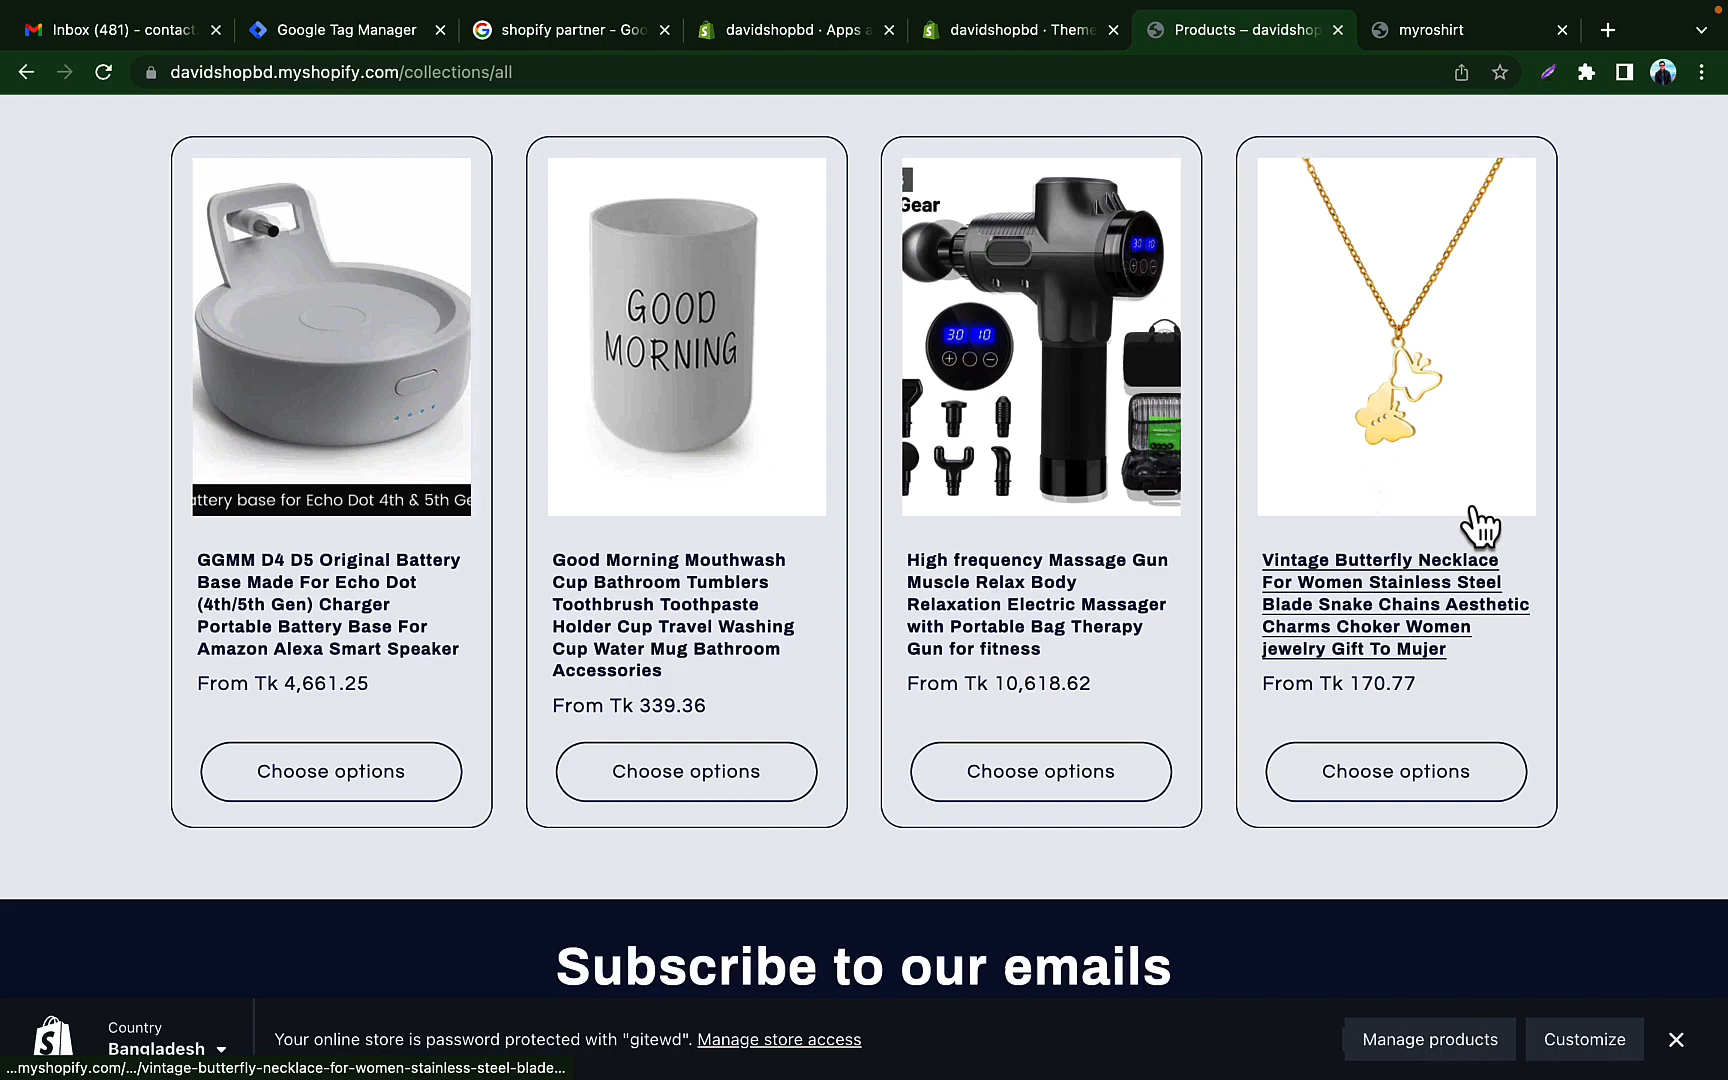 Inbox (481) - contact.
Google Tag Manager
shopify partner - Goo
davidshopbd · Apps a
davidshopbd · Theme
Products – davidshop
myroshirt
davidshopbd.myshopify.com/collections/all
Gear
30 10
30 10
GOOD
MORNING
attery base for Echo Dot 4th & 5th Ge
GGMM D4 D5 Original Battery
Base Made For Echo Dot
(4th/5th Gen) Charger
Portable Battery Base For
Amazon Alexa Smart Speaker
From Tk 4,661.25
Choose options
Good Morning Mouthwash
Cup Bathroom Tumblers
Toothbrush Toothpaste
Holder Cup Travel Washing
Cup Water Mug Bathroom
Accessories
From Tk 339.36
Choose options
High frequency Massage Gun
Muscle Relax Body
Relaxation Electric Massager
with Portable Bag Therapy
Gun for fitness
From Tk 10,618.62
Choose options
Vintage Butterfly Necklace
For Women Stainless Steel
Blade Snake Chains Aesthetic
Charms Choker Women
jewelry Gift To Mujer
From Tk 170.77
Choose options
Subscribe to our emails
Country
Bangladesh
Your online store is password protected with "gitewd". Manage store access
Manage products
Customize
...myshopify.com/.../vintage-butterfly-necklace-for-women-stainless-steel-blade...